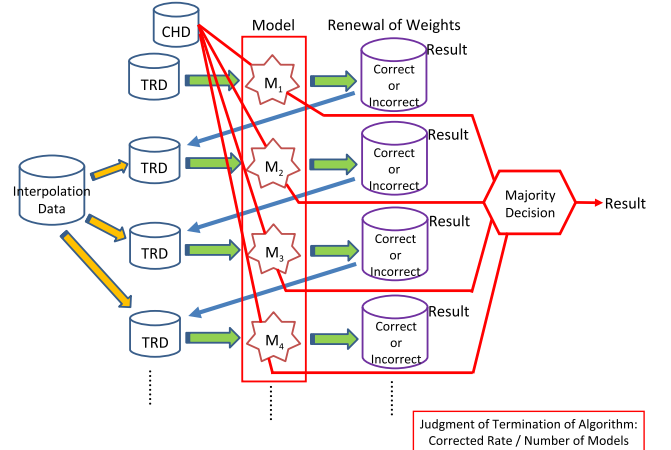 CHD
Model
Renewal of Weights
TRD
M1
Correct
or
Incorrect
Result
TRD
M2
Correct
or
Incorrect
Result
Interpolation
Data
Majority
Decision
Result
TRD
M3
Correct
or
Incorrect
Result
TRD
M4
Correct
or
Incorrect
Result
Judgment of Termination of Algorithm:
Corrected Rate / Number of Models